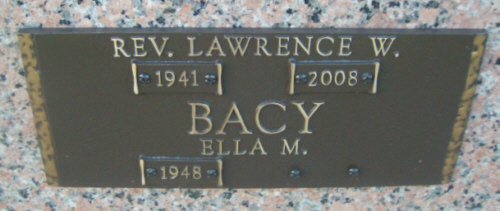 REV. LAWRENCE W.
1941 2008
BACY
ELLA M.
1948